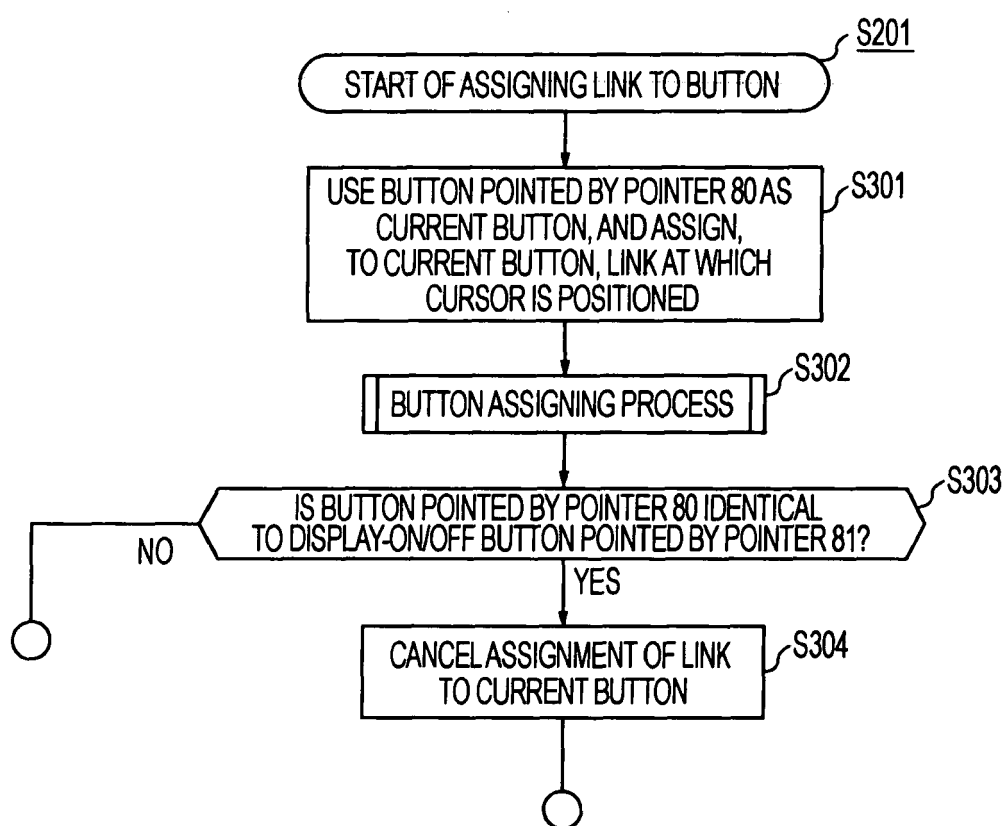 S201
START OF ASSIGNING LINK TO BUTTON
S301
USE BUTTON POINTED BY POINTER 80 AS
CURRENT BUTTON, AND ASSIGN,
TO CURRENT BUTTON, LINK AT WHICH
CURSOR IS POSITIONED
S302
BUTTON ASSIGNING PROCESS
S303
IS BUTTON POINTED BY POINTER 80 IDENTICAL
TO DISPLAY-ON/OFF BUTTON POINTED BY POINTER 81?
NO
YES
S304
CANCEL ASSIGNMENT OF LINK
TO CURRENT BUTTON